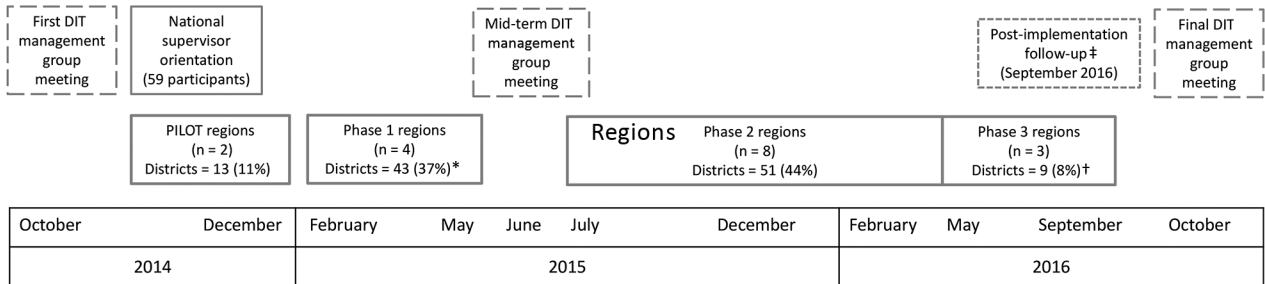 First DIT
management
group
meeting
National
supervisor
orientation
(59 participants)
Mid-term DIT
management
group
meeting
Post-implementation
follow-up‡
(September 2016)
Final DIT
management
group
meeting
PILOT regions
(n = 2)
Districts = 13 (11%)
Phase 1 regions
(n = 4)
Districts = 43 (37%)*
Regions
Phase 2 regions
(n = 8)
Districts = 51 (44%)
Phase 3 regions
(n = 3)
Districts = 9 (8%)†
October December February May June July December February May September October
2014 2015 2016